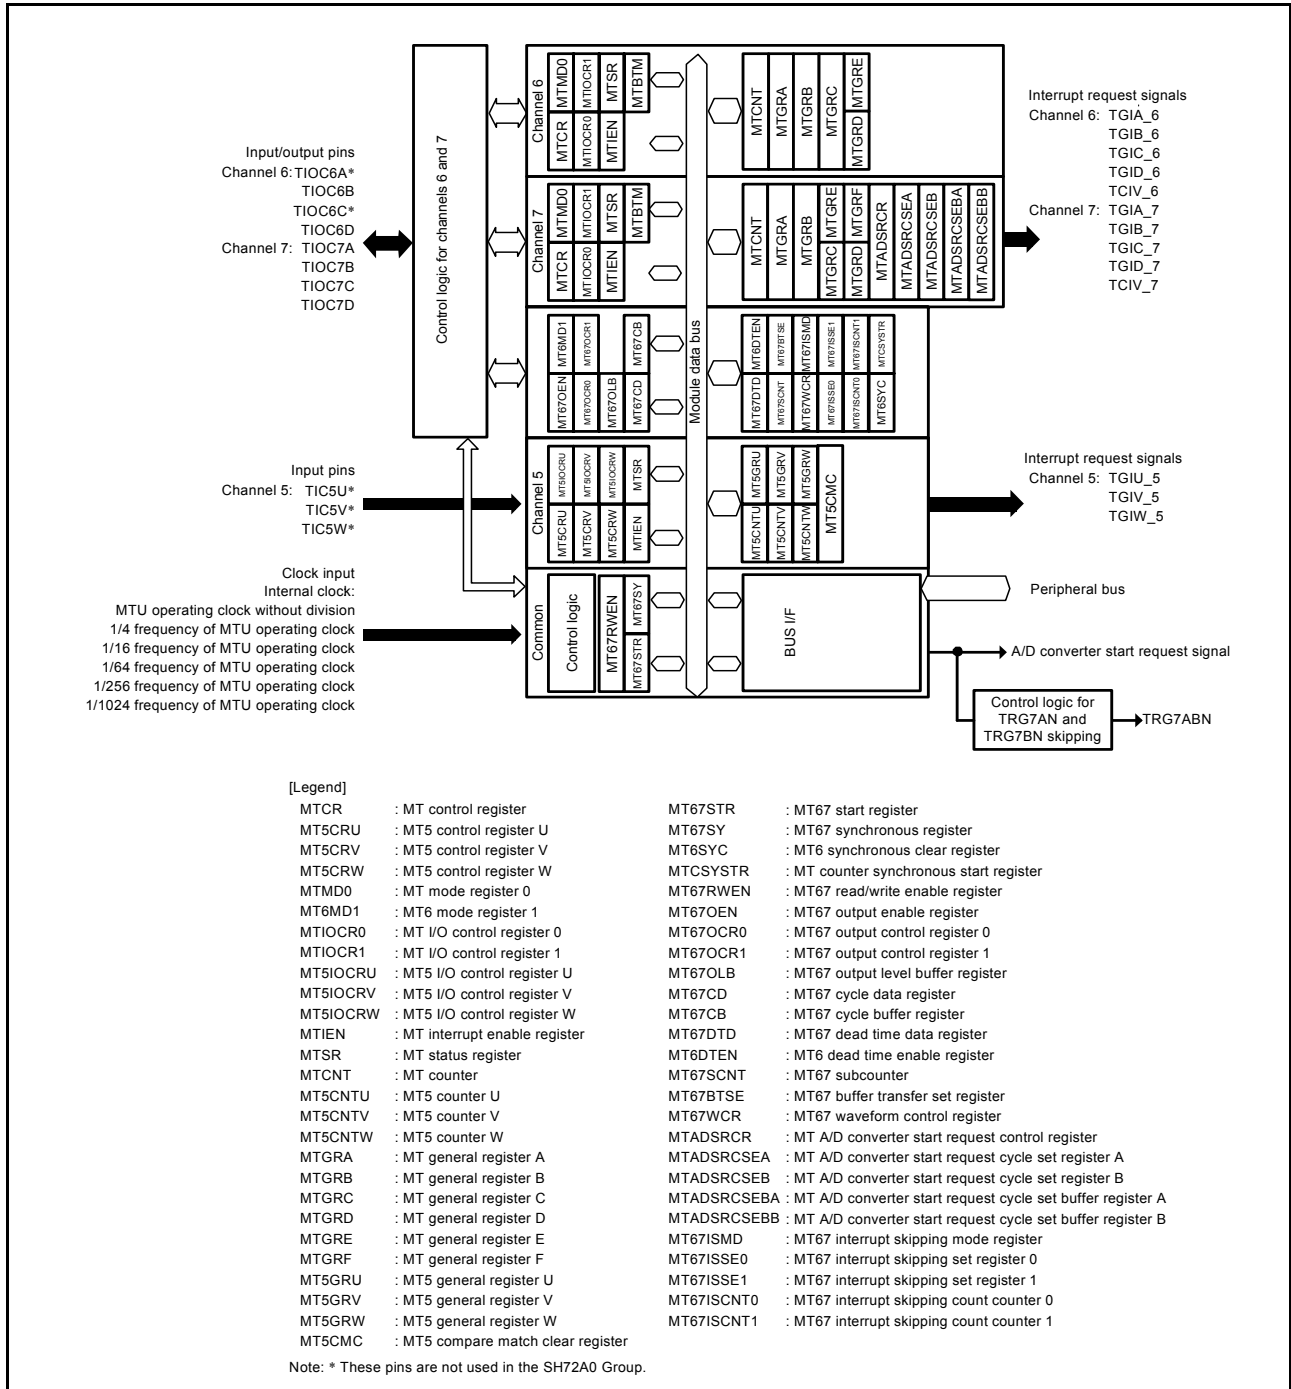 Input/output pins
Channel 6: TIOC6A*
TIOC6B
TIOC6C*
TIOC6D
Channel 7: TIOC7A
TIOC7B
TIOC7C
TIOC7D
Input pins
Channel 5: TIC5U*
TIC5V*
TIC5W*
Clock input
Internal clock:
MTU operating clock without division
1/4 frequency of MTU operating clock
1/16 frequency of MTU operating clock
1/64 frequency of MTU operating clock
1/256 frequency of MTU operating clock
1/1024 frequency of MTU operating clock
Control logic for channels 6 and 7
Channel 6
MTCR
MTMD0
MTIOCR0
MTIOCR1
MTIEN
MTSR
MTBTM
MTCNT
MTGRA
MTGRB
MTGRC
MTGRD
MTGRE
Channel 7
MTCR
MTMD0
MTIOCR0
MTIOCR1
MTIEN
MTSR
MTBTM
MTCNT
MTGRA
MTGRB
MTGRC
MTGRE
MTGRD
MTGRF
MTADSRCR
MTADSRCSEA
MTADSRCSEB
MTADSRCSEBA
MTADSRCSEBB
MT67OEN
MT6MD1
MT67OCR0
MT67OCR1
MT67OLB
MT67CD
MT67CB
Module data bus
MT67DTD
MT6DTEN
MT67SCNT
MT67BTSE
MT67WCR
MT67ISMD
MT67ISSE0
MT67ISSE1
MT67ISCNT0
MT67ISCNT1
MT6SYC
MTCSYSTR
Channel 5
MT5CRU
MT5IOCRU
MT5CRV
MT5IOCRV
MT5CRW
MT5IOCRW
MTIEN
MTSR
MT5CNTU
MT5GRU
MT5CNTV
MT5GRV
MT5CNTW
MT5GRW
MT5CMC
Common
Control logic
MT67RWEN
MT67STR
MT67SY
BUS I/F
Interrupt request signals
Channel 6: TGIA_6
TGIB_6
TGIC_6
TGID_6
TCIV_6
Channel 7: TGIA_7
TGIB_7
TGIC_7
TGID_7
TCIV_7
Interrupt request signals
Channel 5: TGIU_5
TGIV_5
TGIW_5
Peripheral bus
A/D converter start request signal
Control logic for
TRG7AN and
TRG7BN skipping
TRG7ABN
[Legend]
MTCR : MT control register
MT5CRU : MT5 control register U
MT5CRV : MT5 control register V
MT5CRW : MT5 control register W
MTMD0 : MT mode register 0
MT6MD1 : MT6 mode register 1
MTIOCR0 : MT I/O control register 0
MTIOCR1 : MT I/O control register 1
MT5IOCRU : MT5 I/O control register U
MT5IOCRV : MT5 I/O control register V
MT5IOCRW : MT5 I/O control register W
MTIEN : MT interrupt enable register
MTSR : MT status register
MTCNT : MT counter
MT5CNTU : MT5 counter U
MT5CNTV : MT5 counter V
MT5CNTW : MT5 counter W
MTGRA : MT general register A
MTGRB : MT general register B
MTGRC : MT general register C
MTGRD : MT general register D
MTGRE : MT general register E
MTGRF : MT general register F
MT5GRU : MT5 general register U
MT5GRV : MT5 general register V
MT5GRW : MT5 general register W
MT5CMC : MT5 compare match clear register
MT67STR : MT67 start register
MT67SY : MT67 synchronous register
MT6SYC : MT6 synchronous clear register
MTCSYSTR : MT counter synchronous start register
MT67RWEN : MT67 read/write enable register
MT67OEN : MT67 output enable register
MT67OCR0 : MT67 output control register 0
MT67OCR1 : MT67 output control register 1
MT67OLB : MT67 output level buffer register
MT67CD : MT67 cycle data register
MT67CB : MT67 cycle buffer register
MT67DTD : MT67 dead time data register
MT6DTEN : MT6 dead time enable register
MT67SCNT : MT67 subcounter
MT67BTSE : MT67 buffer transfer set register
MT67WCR : MT67 waveform control register
MTADSRCR : MT A/D converter start request control register
MTADSRCSEA : MT A/D converter start request cycle set register A
MTADSRCSEB : MT A/D converter start request cycle set register B
MTADSRCSEBA : MT A/D converter start request cycle set buffer register A
MTADSRCSEBB : MT A/D converter start request cycle set buffer register B
MT67ISMD : MT67 interrupt skipping mode register
MT67ISSE0 : MT67 interrupt skipping set register 0
MT67ISSE1 : MT67 interrupt skipping set register 1
MT67ISCNT0 : MT67 interrupt skipping count counter 0
MT67ISCNT1 : MT67 interrupt skipping count counter 1
Note: * These pins are not used in the SH72A0 Group.